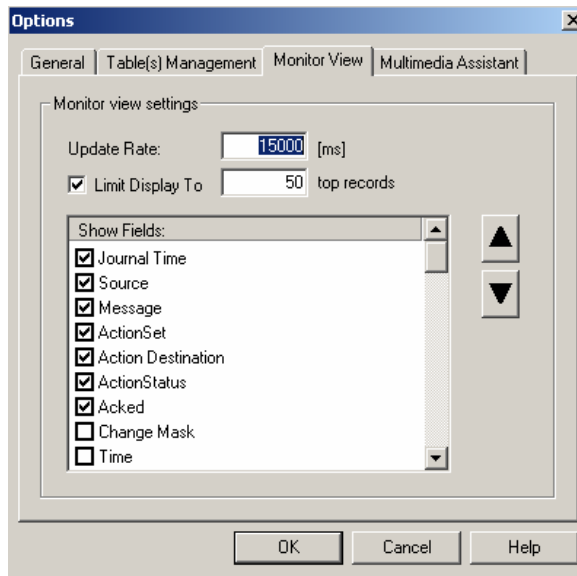 Options
General Table(s) Management Monitor View Multimedia Assistant
Monitor view settings
Update Rate: 15000 [ms]
Limit Display To 50 top records
Show Fields:
Journal Time
Source
Message
ActionSet
Action Destination
ActionStatus
Acked
Change Mask
Time
OK Cancel Help